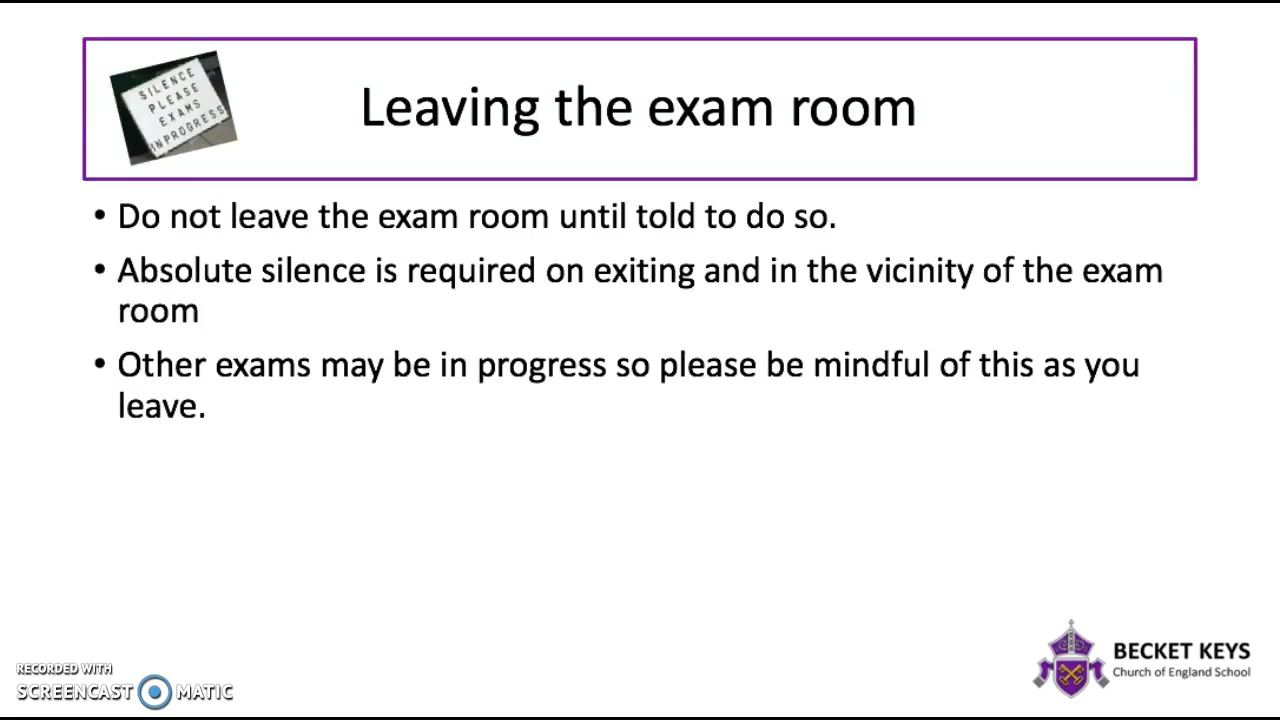 SILENCE
PLEASE
EXAMS
IN PROGRESS
Leaving the exam room
• Do not leave the exam room until told to do so.
• Absolute silence is required on exiting and in the vicinity of the exam
room
• Other exams may be in progress so please be mindful of this as you
leave.
BECKET KEYS
Church of England School
RECORDED WITH
SCREENCAST MATIC